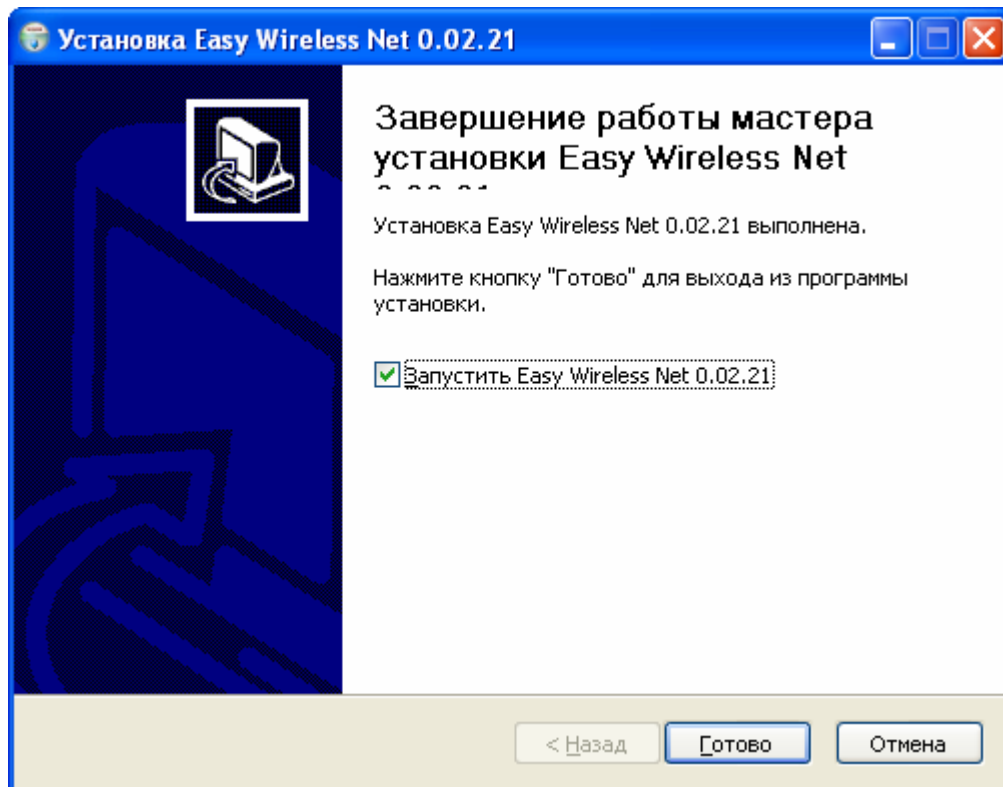 Установка Easy Wireless Net 0.02.21
Завершение работы мастера
установки Easy Wireless Net
Установка Easy Wireless Net 0.02.21 выполнена.
Нажмите кнопку "Готово" для выхода из программы
установки.
Запустить Easy Wireless Net 0.02.21
< Назад
Готово
Отмена